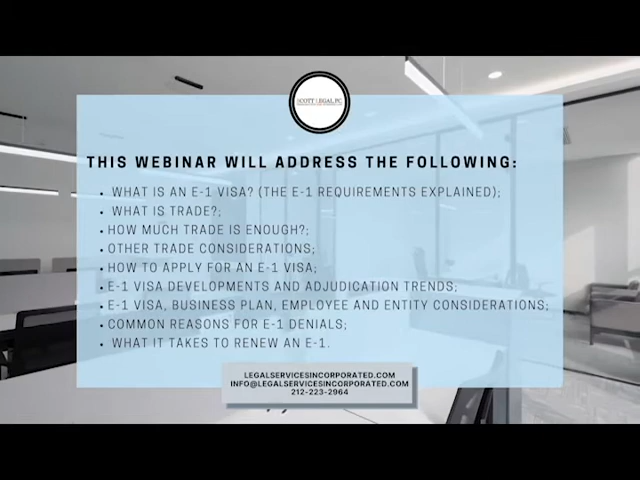 SCOTT LEGAL, P.C.
THIS WEBINAR WILL ADDRESS THE FOLLOWING:
• WHAT IS AN E-1 VISA? (THE E-1 REQUIREMENTS EXPLAINED);
• WHAT IS TRADE?;
• HOW MUCH TRADE IS ENOUGH?;
• OTHER TRADE CONSIDERATIONS;
• HOW TO APPLY FOR AN E-1 VISA;
• E-1 VISA DEVELOPMENTS AND ADJUDICATION TRENDS;
• E-1 VISA, BUSINESS PLAN, EMPLOYEE AND ENTITY CONSIDERATIONS;
• COMMON REASONS FOR E-1 DENIALS;
• WHAT IT TAKES TO RENEW AN E-1.
LEGALSERVICESINCORPORATED.COM
INFO@LEGALSERVICESINCORPORATED.COM
212-223-2964